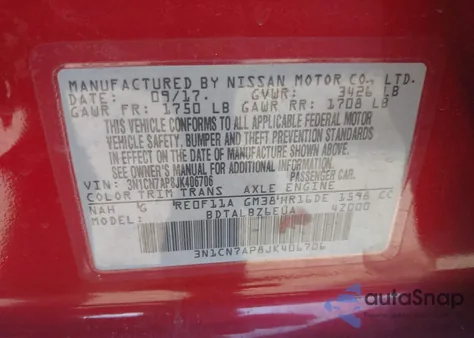 MANUFACTURED BY NISSAN MOTOR CO., LTD.
DATE: 09/17. GVWR: 3426 LB
GAWR FR: 1750 LB GAWR RR: 1708 LB
THIS VEHICLE CONFORMS TO ALL APPLICABLE FEDERAL MOTOR
VEHICLE SAFETY, BUMPER AND THEFT PREVENTION STANDARDS
IN EFFECT ON THE DATE OF MANUFACTURE SHOWN ABOVE.
SEE OWNER'S MANUAL FOR ADDITIONAL INFORMATION.
VIN: 3N1CN7AP8JK406706 PASSENGER CAR.
COLOR TRIM TRANS AXLE ENGINE
NAH G RE0F11A GM38 HR16DE 1598 CC
MODEL: BDTALBZ6EUA 42000
3N1CN7AP8JK406706
autaSnap